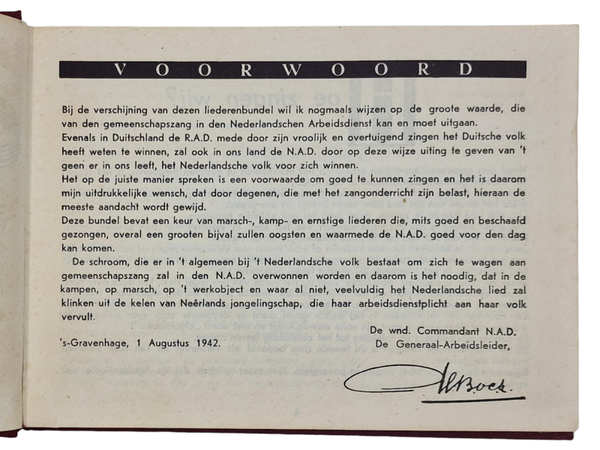 VOORWOORD
Bij de verschijning van dezen liederenbundel wil ik nogmaals wijzen op de groote waarde, die
van den gemeenschapszang in den Nederlandschen Arbeidsdienst kan en moet uitgaan.
Evenals in Duitschland de R.A.D. mede door zijn vroolijk en overtuigend zingen het Duitsche volk
heeft weten te winnen, zal ook in ons land de N.A.D. door op deze wijze uiting te geven van 't
geen er in ons leeft, het Nederlandsche volk voor zich winnen.
Het op de juiste manier spreken is een voorwaarde om goed te kunnen zingen en het is daarom
mijn uitdrukkelijke wensch, dat door degenen, die met het zangonderricht zijn belast, hieraan de
meeste aandacht wordt gewijd.
Deze bundel bevat een keur van marsch-, kamp- en ernstige liederen die, mits goed en beschaafd
gezongen, overal een grooten bijval zullen oogsten en waarmede de N.A.D. goed voor den dag
kan komen.
De schroom, die er in 't algemeen bij 't Nederlandsche volk bestaat om zich te wagen aan
gemeenschapszang zal in den N.A.D. overwonnen worden en daarom is het noodig, dat in de
kampen, op marsch, op 't werkobject en waar al niet, veelvuldig het Nederlandsche lied zal
klinken uit de kelen van Neêrlands jongelingschap, die haar arbeidsdienstplicht aan haar volk
vervult.
De wnd. Commandant N.A.D.
's-Gravenhage, 1 Augustus 1942. De Generaal-Arbeidsleider,